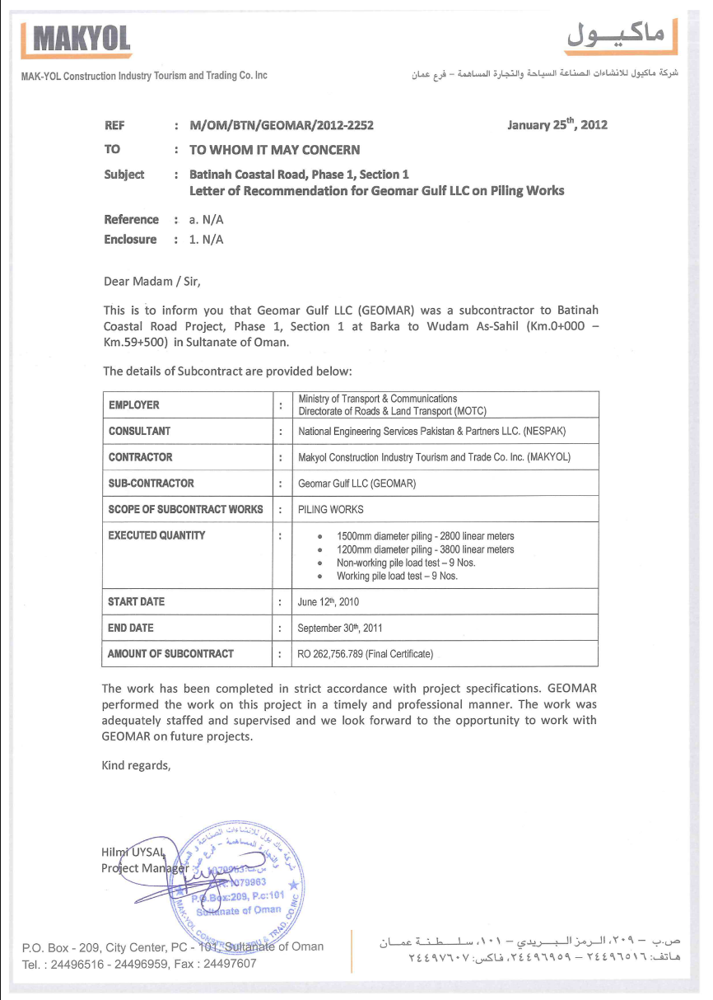 MAKYOL
ماكيول
MAK-YOL Construction Industry Tourism and Trading Co. Inc
شركة ماكيول للانشاءات الصناعة السياحة والتجارة المساهمة – فرع عمان
REF : M/OM/BTN/GEOMAR/2012-2252 January 25th, 2012
TO : TO WHOM IT MAY CONCERN
Subject : Batinah Coastal Road, Phase 1, Section 1
Letter of Recommendation for Geomar Gulf LLC on Piling Works
Reference : a. N/A
Enclosure : 1. N/A
Dear Madam / Sir,
This is to inform you that Geomar Gulf LLC (GEOMAR) was a subcontractor to Batinah
Coastal Road Project, Phase 1, Section 1 at Barka to Wudam As-Sahil (Km.0+000 –
Km.59+500) in Sultanate of Oman.
The details of Subcontract are provided below:
EMPLOYER : Ministry of Transport & Communications
Directorate of Roads & Land Transport (MOTC)
CONSULTANT : National Engineering Services Pakistan & Partners LLC. (NESPAK)
CONTRACTOR : Makyol Construction Industry Tourism and Trade Co. Inc. (MAKYOL)
SUB-CONTRACTOR : Geomar Gulf LLC (GEOMAR)
SCOPE OF SUBCONTRACT WORKS : PILING WORKS
EXECUTED QUANTITY : • 1500mm diameter piling - 2800 linear meters
• 1200mm diameter piling - 3800 linear meters
• Non-working pile load test – 9 Nos.
• Working pile load test – 9 Nos.
START DATE : June 12th, 2010
END DATE : September 30th, 2011
AMOUNT OF SUBCONTRACT : RO 262,756.789 (Final Certificate)
The work has been completed in strict accordance with project specifications. GEOMAR
performed the work on this project in a timely and professional manner. The work was
adequately staffed and supervised and we look forward to the opportunity to work with
GEOMAR on future projects.
Kind regards,
Hilmi UYSAL
Project Manager
1079963
P.O.Box:209, P.c:101
Sultanate of Oman
P.O. Box - 209, City Center, PC - 101, Sultanate of Oman
Tel. : 24496516 - 24496959, Fax : 24497607
ص.ب – ٢٠٩، الرمز البريدي – ١٠١، سلطنة عمان
هاتف: ٢٤٤٩٦٥١٦ – ٢٤٤٩٦٩٥٩، فاكس: ٢٤٤٩٧٦٠٧